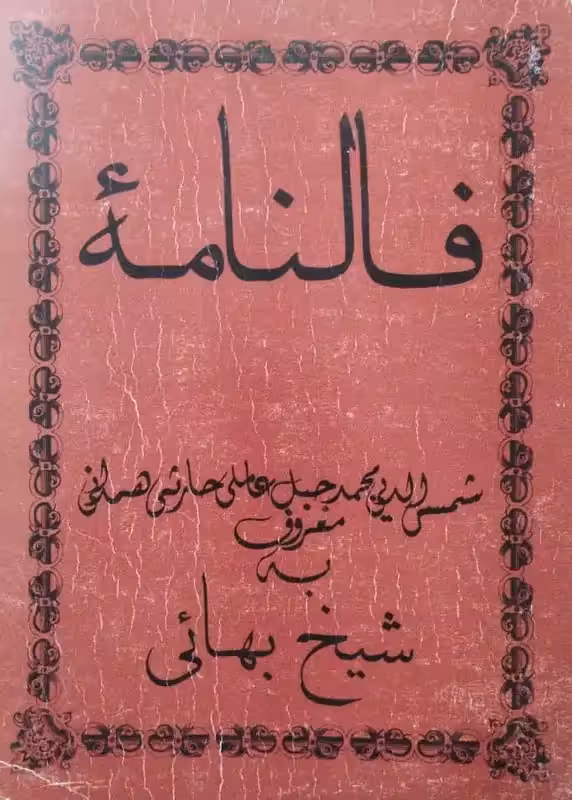 فالنامهٔ
شمس الدین محمد جبل عاملی حارثی همدانی
معروف
به
شیخ بهائی